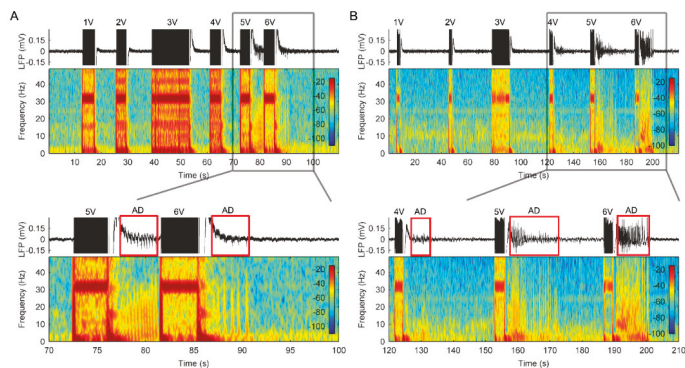 A
1V 2V 3V 4V 5V 6V
LFP (mV)
0.15
0
-0.15
Frequency (Hz)
40
30
20
10
0
-20
-40
-60
-80
-100
0 10 20 30 40 50 60 70 80 90 100
Time (s)
5V AD 6V AD
LFP (mV)
0.15
0
-0.15
Frequency (Hz)
40
30
20
10
0
-20
-40
-60
-80
-100
70 75 80 85 90 95 100
Time (s)
B
1V 2V 3V 4V 5V 6V
LFP (mV)
0.15
0
-0.15
Frequency (Hz)
40
30
20
10
0
-20
-40
-60
-80
-100
0 20 40 60 80 100 120 140 160 180 200
Time (s)
4V AD 5V AD 6V AD
LFP (mV)
0.15
0
-0.15
Frequency (Hz)
40
30
20
10
0
-20
-40
-60
-80
-100
120 130 140 150 160 170 180 190 200 210
Time (s)